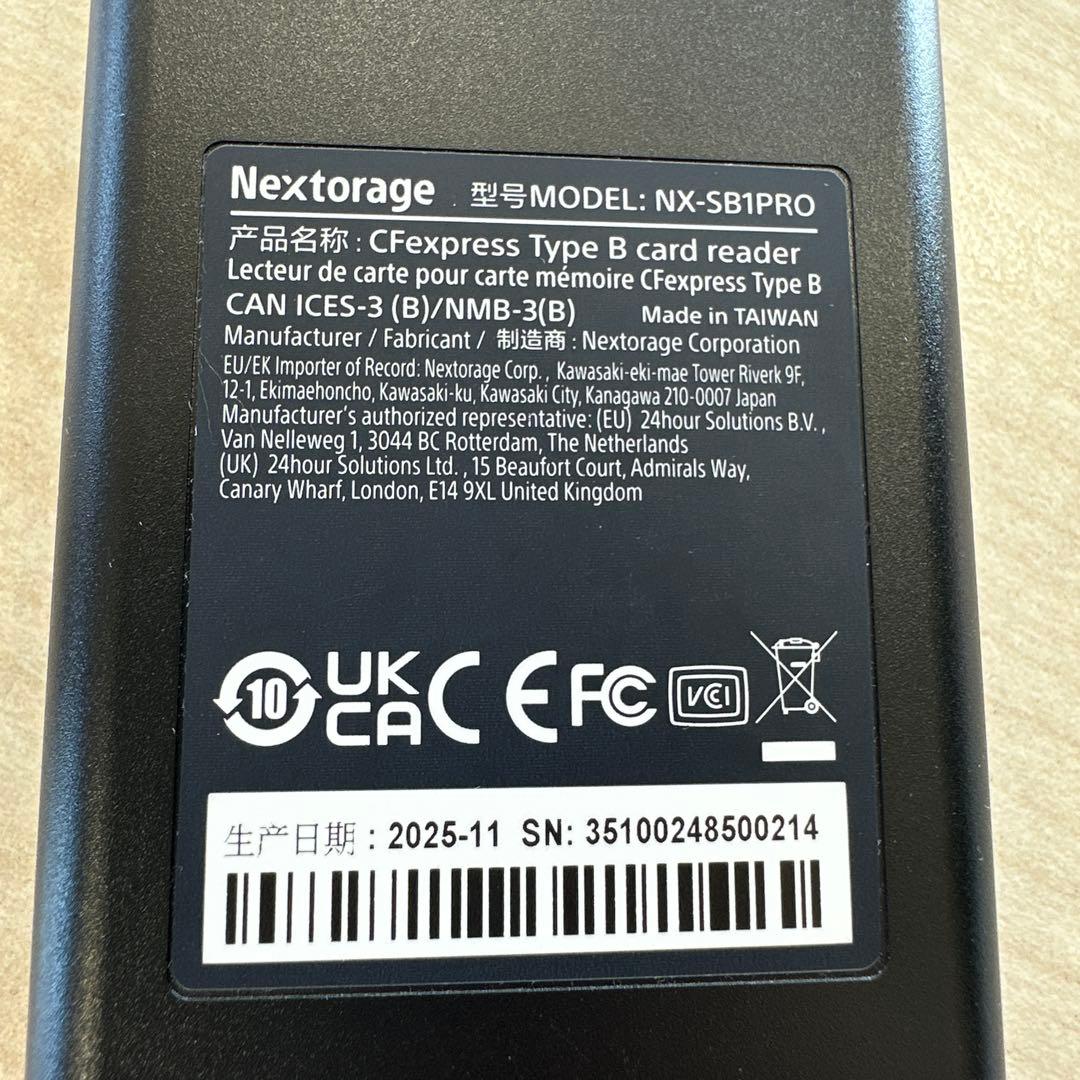 Nextorage 型号MODEL: NX-SB1PRO
产品名称 : CFexpress Type B card reader
Lecteur de carte pour carte mémoire CFexpress Type B
CAN ICES-3 (B)/NMB-3(B) Made in TAIWAN
Manufacturer / Fabricant / 制造商 : Nextorage Corporation
EU/EK Importer of Record: Nextorage Corp. , Kawasaki-eki-mae Tower Riverk 9F,
12-1, Ekimaehoncho, Kawasaki-ku, Kawasaki City, Kanagawa 210-0007 Japan
Manufacturer's authorized representative: (EU) 24hour Solutions B.V. ,
Van Nelleweg 1, 3044 BC Rotterdam, The Netherlands
(UK) 24hour Solutions Ltd. , 15 Beaufort Court, Admirals Way,
Canary Wharf, London, E14 9XL United Kingdom
10 UK CA CE FC VCCI
生产日期 : 2025-11 SN: 35100248500214